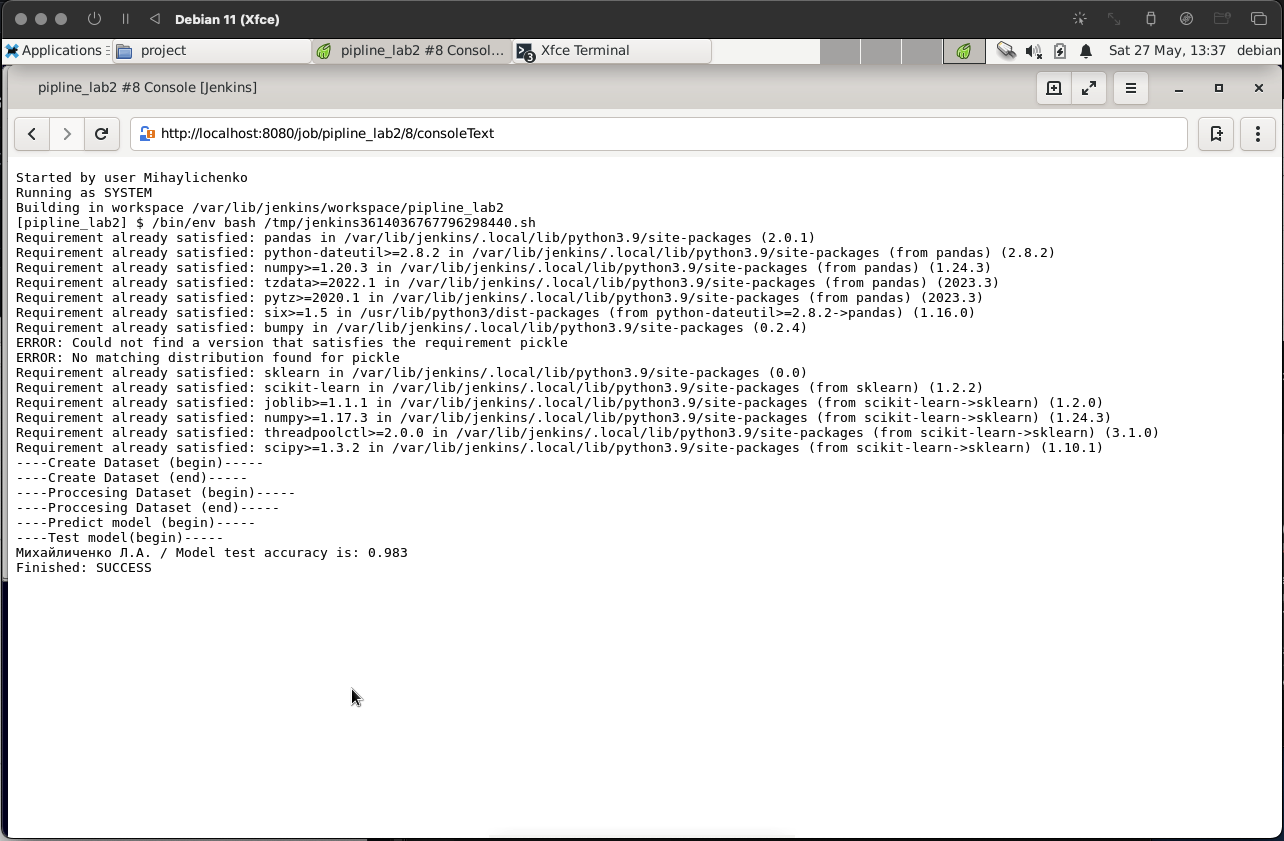 Debian 11 (Xfce)
Applications
project
pipline_lab2 #8 Consol...
3
Xfce Terminal
Sat 27 May, 13:37
debian
pipline_lab2 #8 Console [Jenkins]
http://localhost:8080/job/pipline_lab2/8/consoleText
Started by user Mihaylichenko
Running as SYSTEM
Building in workspace /var/lib/jenkins/workspace/pipline_lab2
[pipline_lab2] $ /bin/env bash /tmp/jenkins3614036767796298440.sh
Requirement already satisfied: pandas in /var/lib/jenkins/.local/lib/python3.9/site-packages (2.0.1)
Requirement already satisfied: python-dateutil>=2.8.2 in /var/lib/jenkins/.local/lib/python3.9/site-packages (from pandas) (2.8.2)
Requirement already satisfied: numpy>=1.20.3 in /var/lib/jenkins/.local/lib/python3.9/site-packages (from pandas) (1.24.3)
Requirement already satisfied: tzdata>=2022.1 in /var/lib/jenkins/.local/lib/python3.9/site-packages (from pandas) (2023.3)
Requirement already satisfied: pytz>=2020.1 in /var/lib/jenkins/.local/lib/python3.9/site-packages (from pandas) (2023.3)
Requirement already satisfied: six>=1.5 in /usr/lib/python3/dist-packages (from python-dateutil>=2.8.2->pandas) (1.16.0)
Requirement already satisfied: bumpy in /var/lib/jenkins/.local/lib/python3.9/site-packages (0.2.4)
ERROR: Could not find a version that satisfies the requirement pickle
ERROR: No matching distribution found for pickle
Requirement already satisfied: sklearn in /var/lib/jenkins/.local/lib/python3.9/site-packages (0.0)
Requirement already satisfied: scikit-learn in /var/lib/jenkins/.local/lib/python3.9/site-packages (from sklearn) (1.2.2)
Requirement already satisfied: joblib>=1.1.1 in /var/lib/jenkins/.local/lib/python3.9/site-packages (from scikit-learn->sklearn) (1.2.0)
Requirement already satisfied: numpy>=1.17.3 in /var/lib/jenkins/.local/lib/python3.9/site-packages (from scikit-learn->sklearn) (1.24.3)
Requirement already satisfied: threadpoolctl>=2.0.0 in /var/lib/jenkins/.local/lib/python3.9/site-packages (from scikit-learn->sklearn) (3.1.0)
Requirement already satisfied: scipy>=1.3.2 in /var/lib/jenkins/.local/lib/python3.9/site-packages (from scikit-learn->sklearn) (1.10.1)
----Create Dataset (begin)-----
----Create Dataset (end)-----
----Proccesing Dataset (begin)-----
----Proccesing Dataset (end)-----
----Predict model (begin)-----
----Test model(begin)-----
Михайличенко Л.А. / Model test accuracy is: 0.983
Finished: SUCCESS